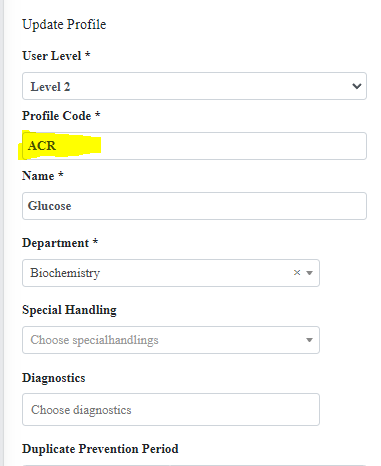 Update Profile
User Level *
Level 2
Profile Code *
ACR
Name *
Glucose
Department *
Biochemistry ×
Special Handling
Choose specialhandlings
Diagnostics
Choose diagnostics
Duplicate Prevention Period